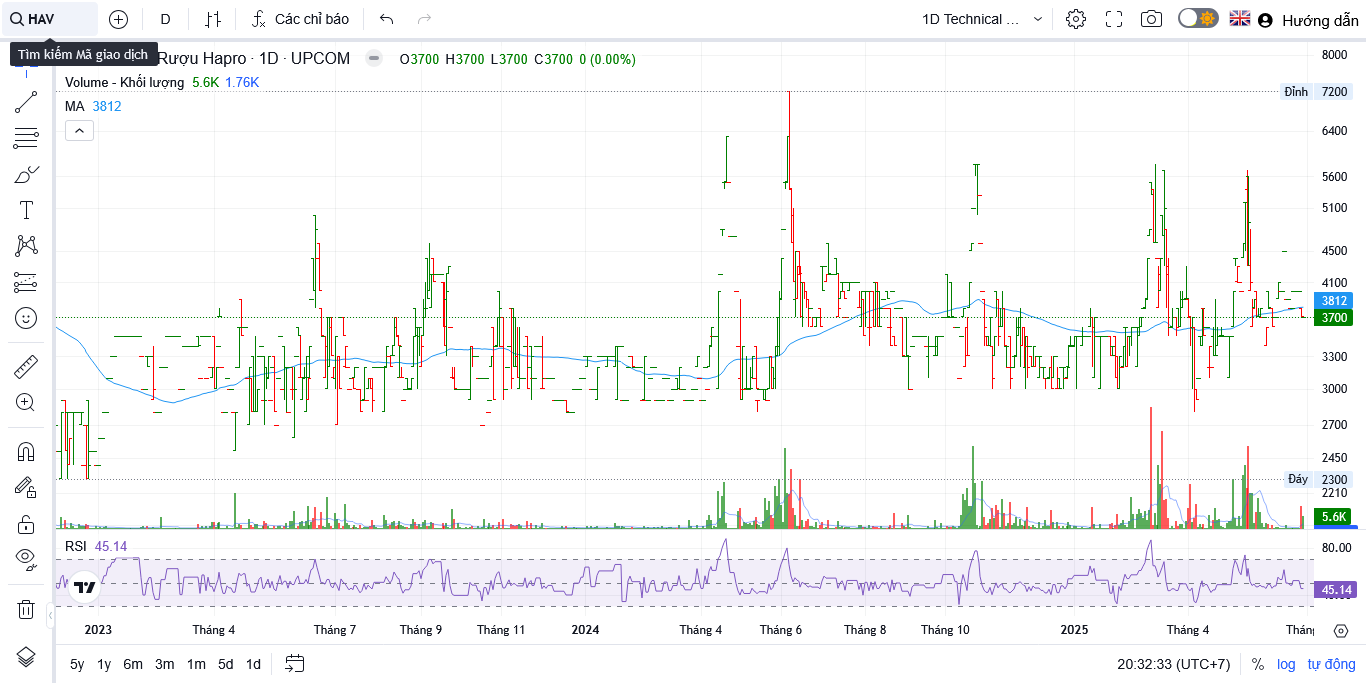 HAV
D
Các chỉ báo
1D Technical ...
Hướng dẫn
Tìm kiếm Mã giao dịch
Rượu Hapro · 1D · UPCOM
O3700 H3700 L3700 C3700 0 (0.00%)
Volume - Khối lượng 5.6K 1.76K
MA 3812
8000
Đỉnh 7200
6400
5600
5100
4500
4100
3812
3700
3300
3000
2700
2450
Đáy 2300
2210
5.6K
RSI 45.14
80.00
45.14
2023 Tháng 4 Tháng 7 Tháng 9 Tháng 11 2024 Tháng 4 Tháng 6 Tháng 8 Tháng 10 2025 Tháng 4 Thán
5y 1y 6m 3m 1m 5d 1d
20:32:33 (UTC+7) % log tự động